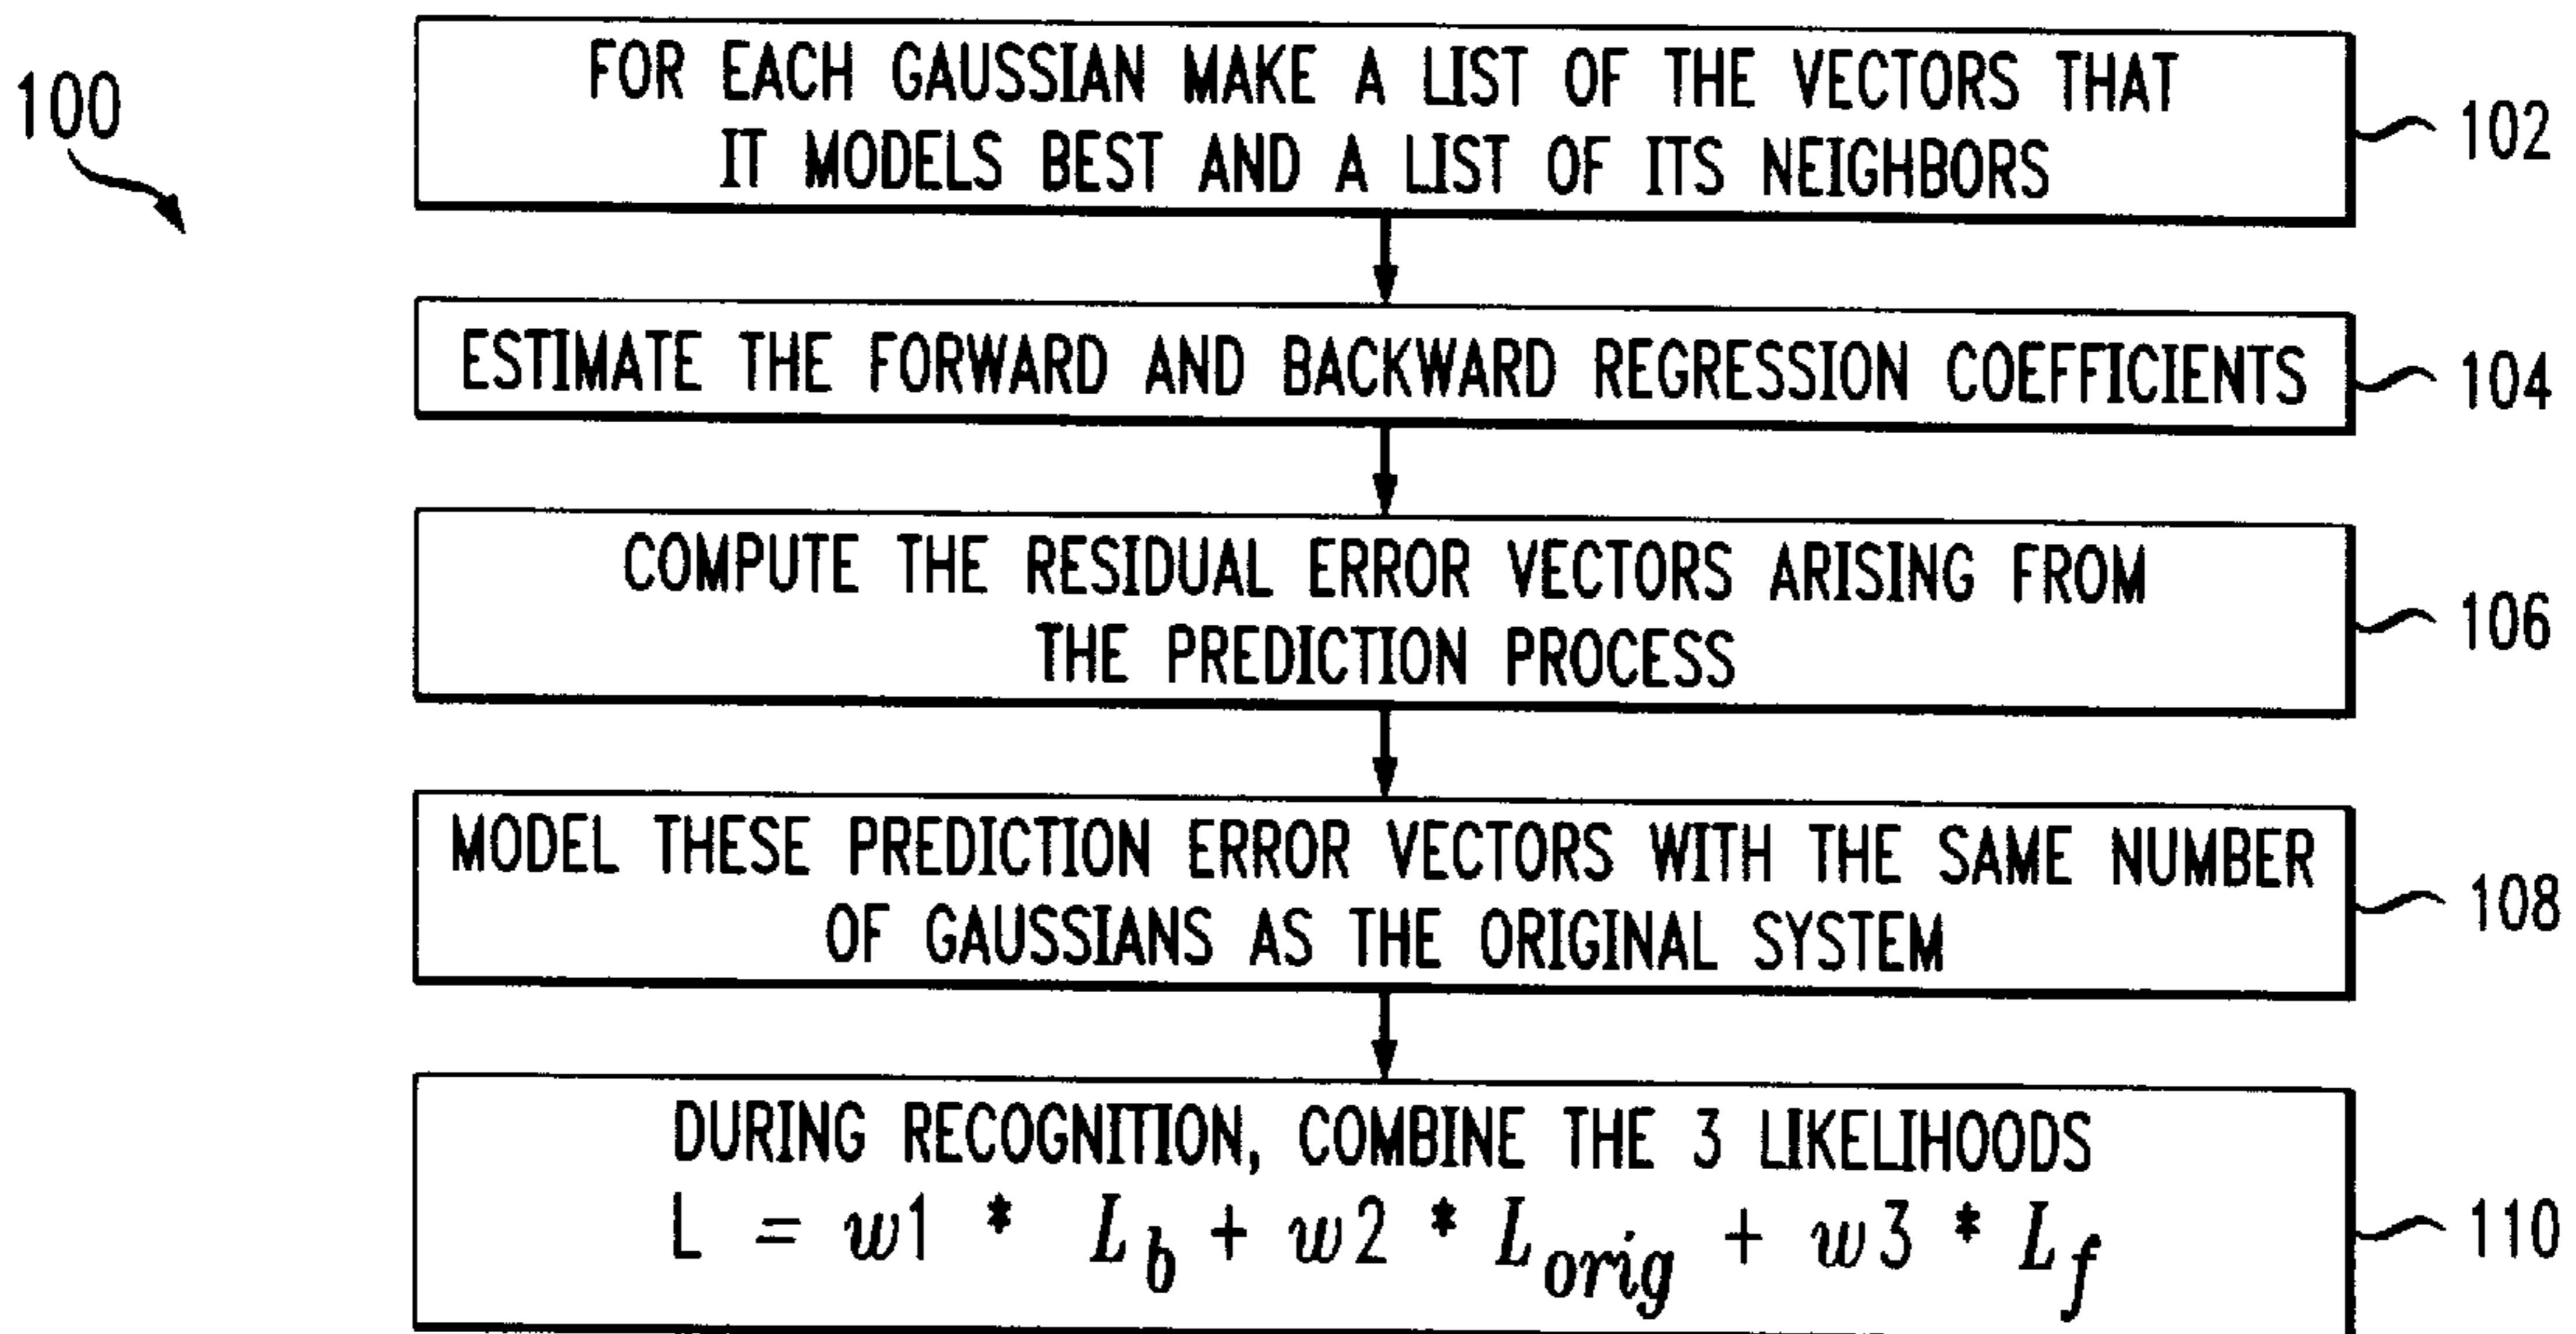 100
FOR EACH GAUSSIAN MAKE A LIST OF THE VECTORS THAT
IT MODELS BEST AND A LIST OF ITS NEIGHBORS
102
ESTIMATE THE FORWARD AND BACKWARD REGRESSION COEFFICIENTS
104
COMPUTE THE RESIDUAL ERROR VECTORS ARISING FROM
THE PREDICTION PROCESS
106
MODEL THESE PREDICTION ERROR VECTORS WITH THE SAME NUMBER
OF GAUSSIANS AS THE ORIGINAL SYSTEM
108
DURING RECOGNITION, COMBINE THE 3 LIKELIHOODS
L = w1 * L_b + w2 * L_orig + w3 * L_f
110